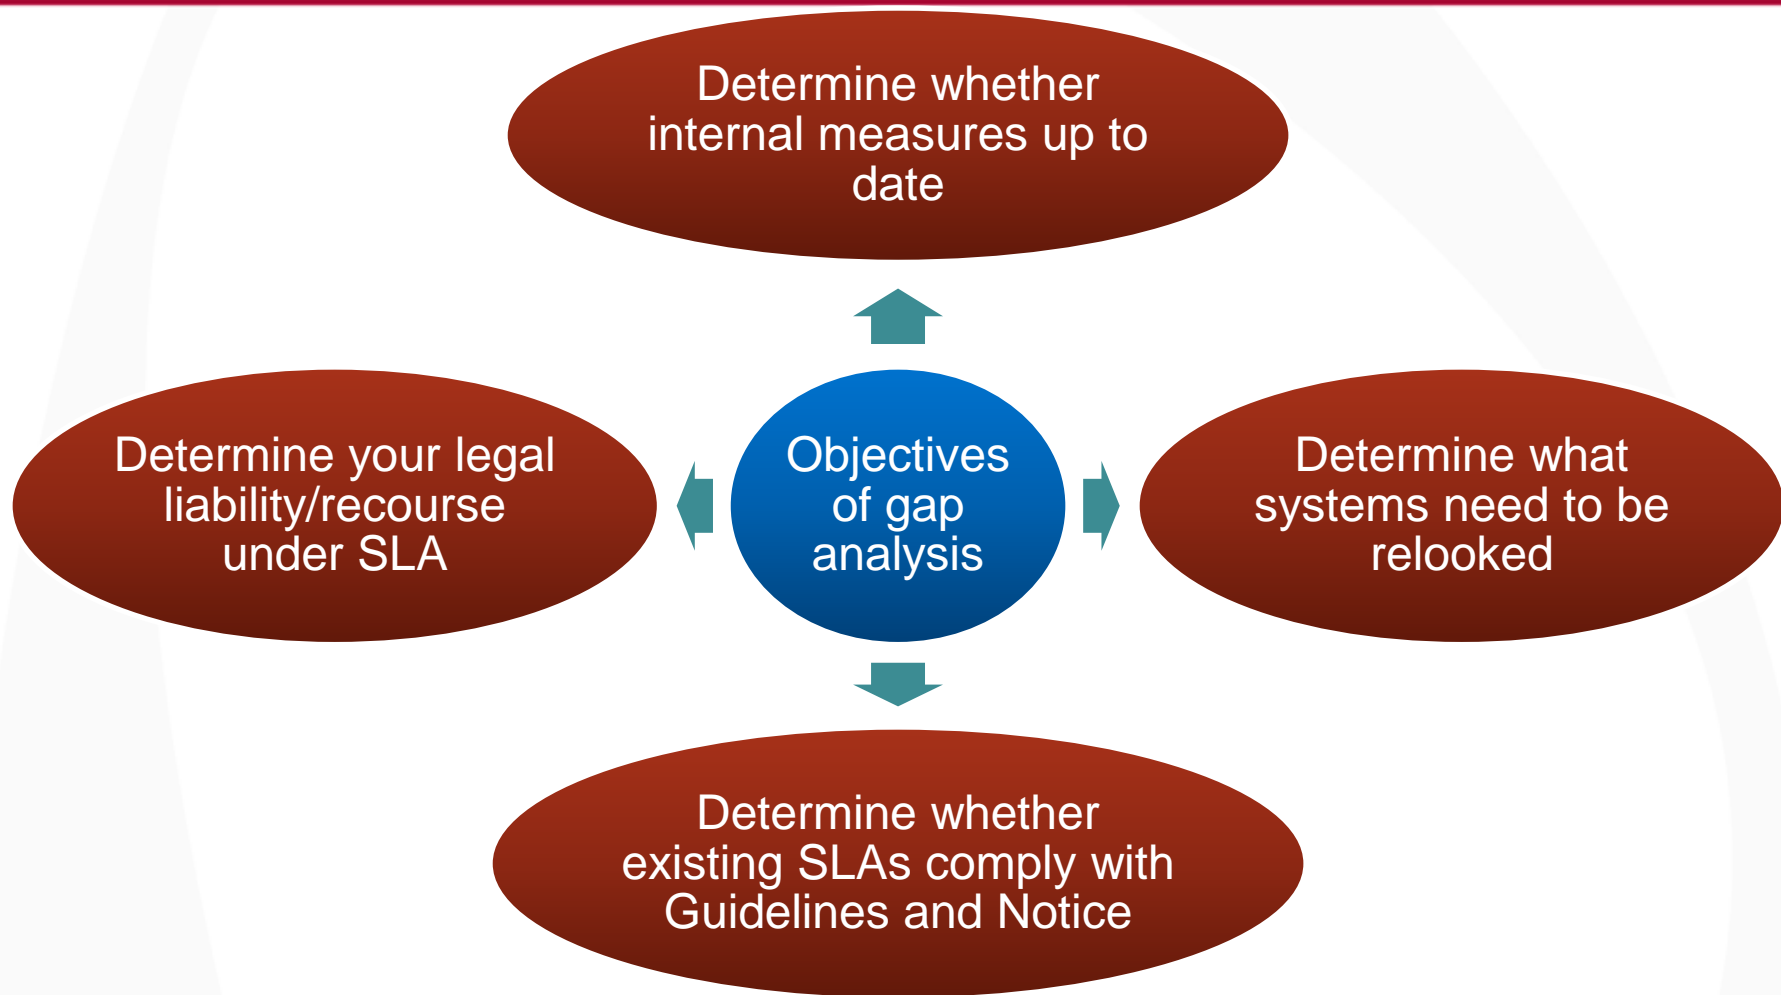 Determine whether
internal measures up to
date
Determine your legal
liability/recourse
under SLA
Objectives
of gap
analysis
Determine what
systems need to be
relooked
Determine whether
existing SLAs comply with
Guidelines and Notice